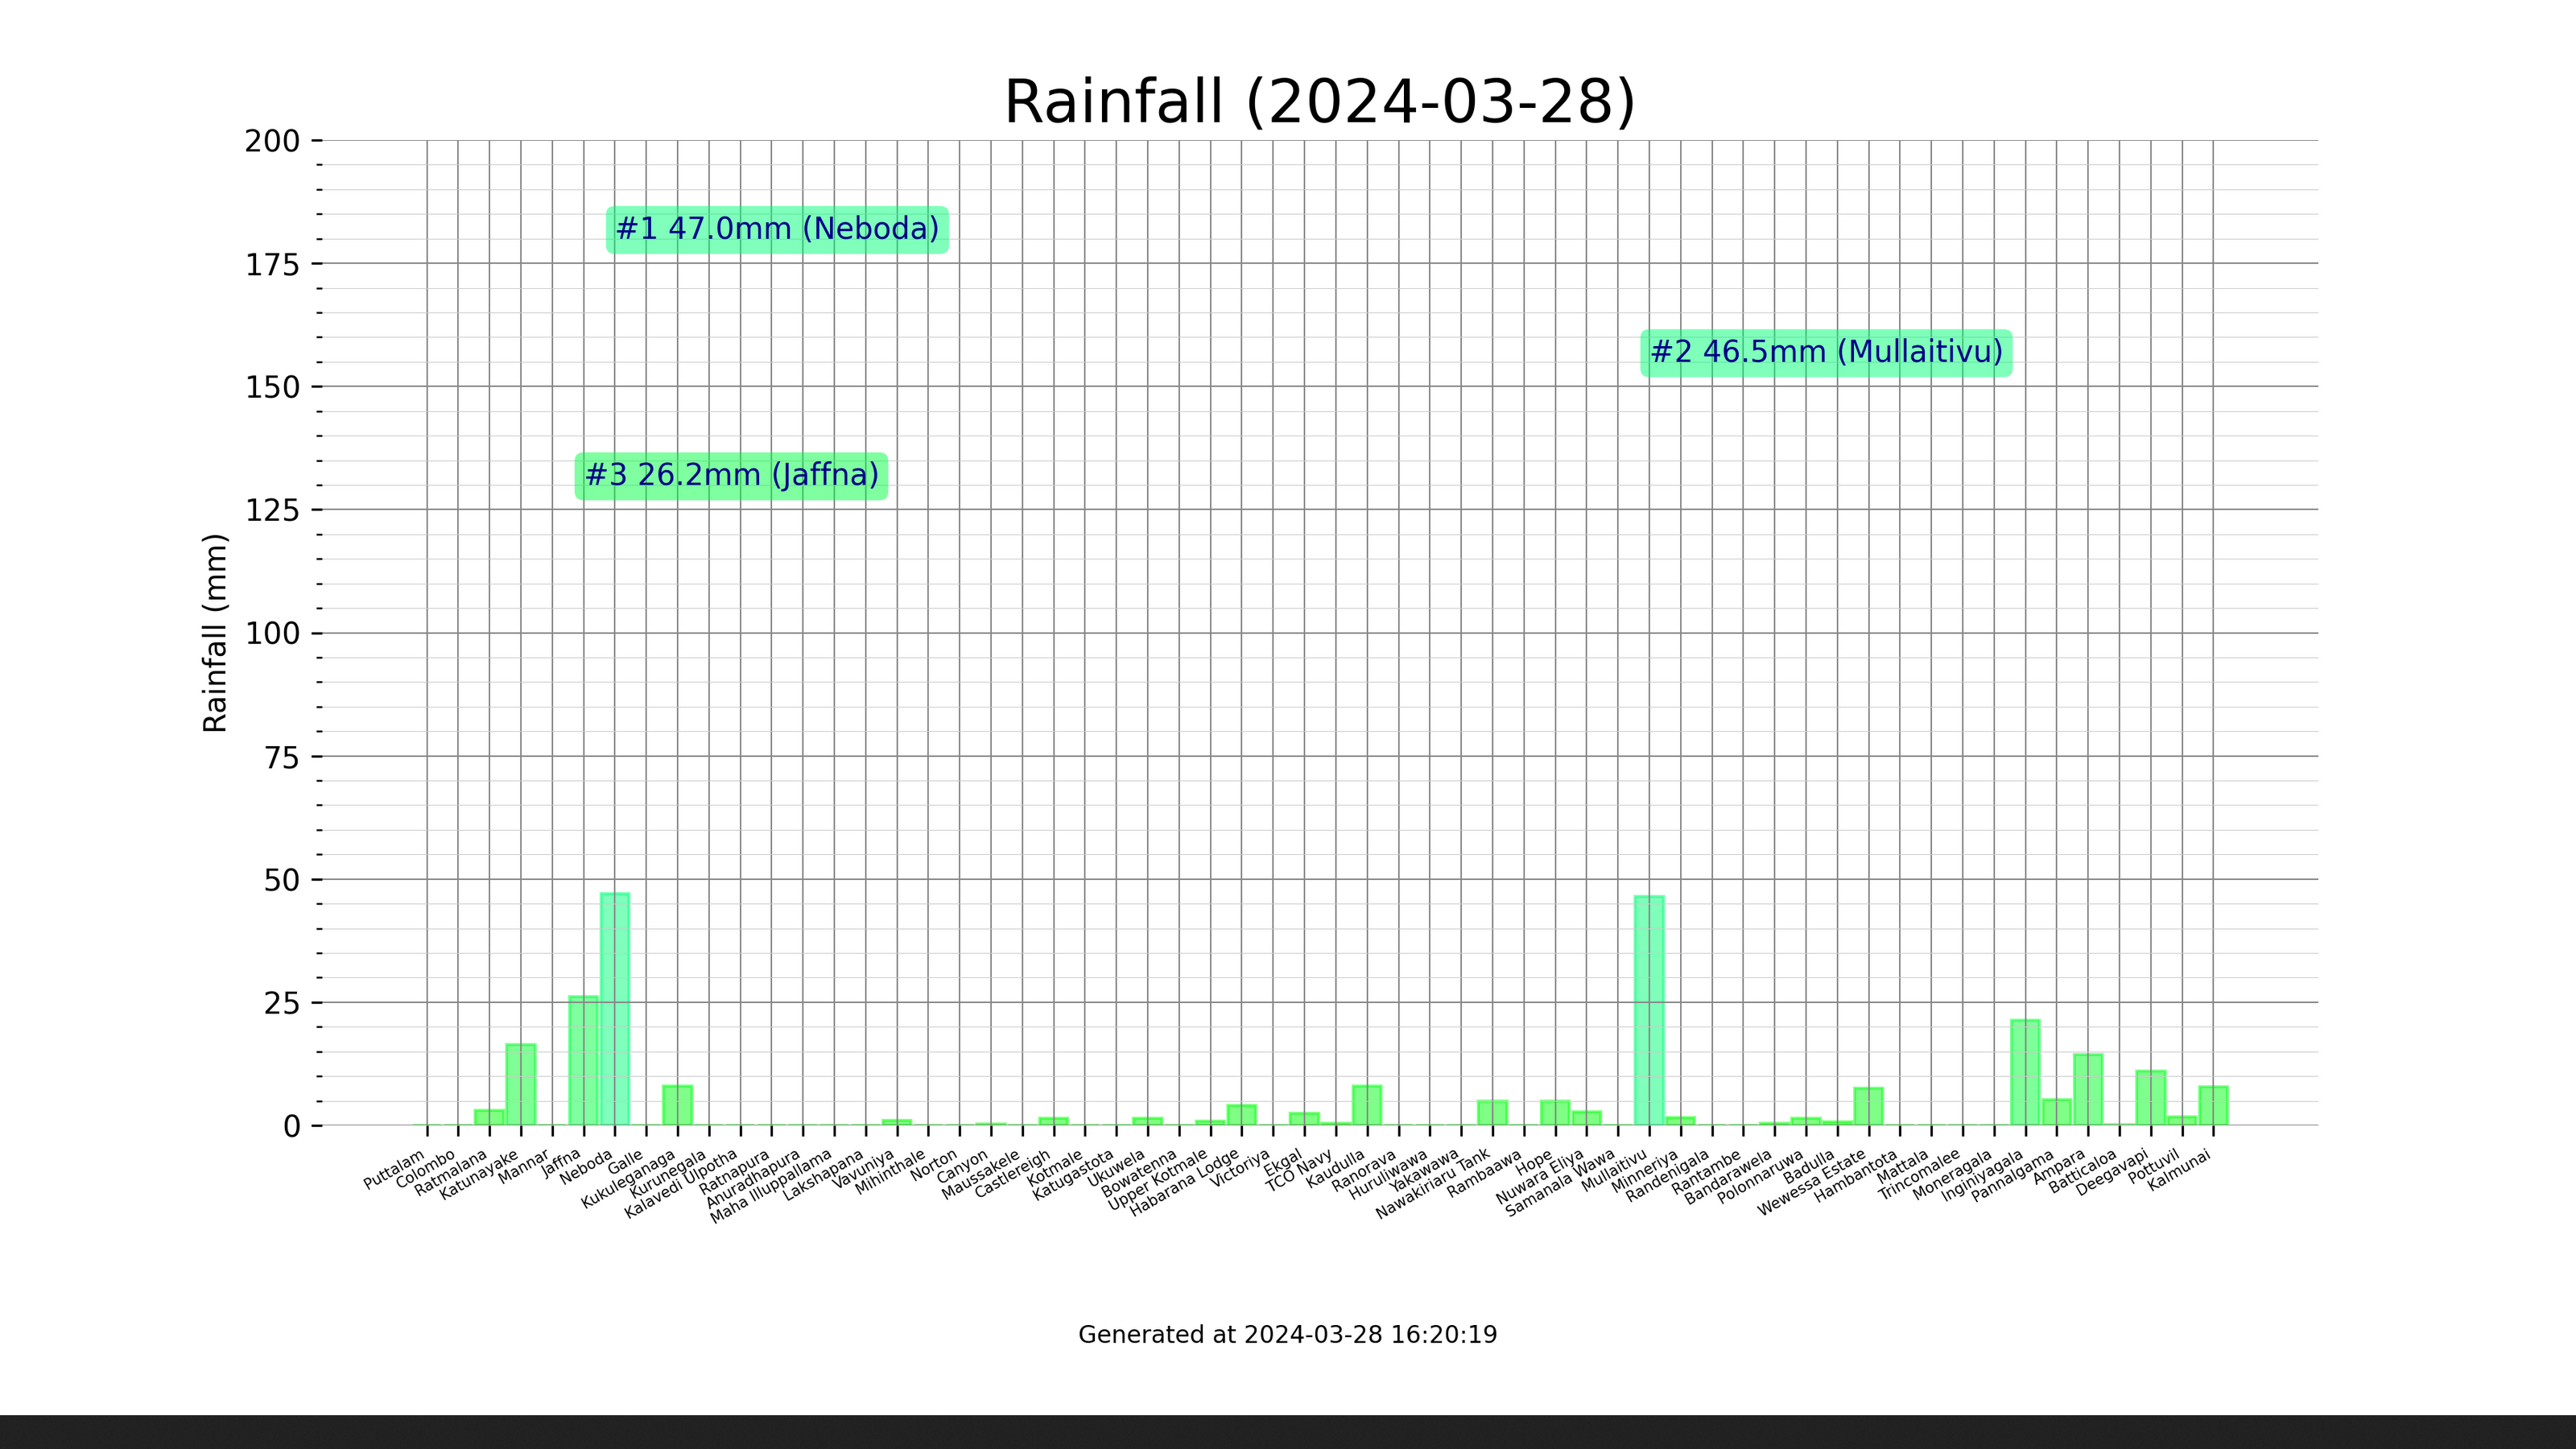 Rainfall (2024-03-28)
200
175
150
125
100
75
50
25
0
Rainfall (mm)
#1 47.0mm (Neboda)
#2 46.5mm (Mullaitivu)
#3 26.2mm (Jaffna)
Puttalam
Colombo
Ratmalana
Katunayake
Mannar
Jaffna
Neboda
Galle
Kukuleganaga
Kurunegala
Kalavedi Ulpotha
Ratnapura
Anuradhapura
Maha Illuppallama
Lakshapana
Vavuniya
Mihinthale
Norton
Canyon
Maussakele
Castlereigh
Kotmale
Katugastota
Ukuwela
Bowatenna
Upper Kotmale
Habarana Lodge
Victoriya
Ekgal
TCO Navy
Kaudulla
Ranorava
Huruliwawa
Yakawawa
Nawakiriaru Tank
Rambaawa
Hope
Nuwara Eliya
Samanala Wawa
Mullaitivu
Minneriya
Randenigala
Rantambe
Bandarawela
Polonnaruwa
Badulla
Wewessa Estate
Hambantota
Mattala
Trincomalee
Moneragala
Inginiyagala
Pannalgama
Ampara
Batticaloa
Deegavapi
Pottuvil
Kalmunai
Generated at 2024-03-28 16:20:19